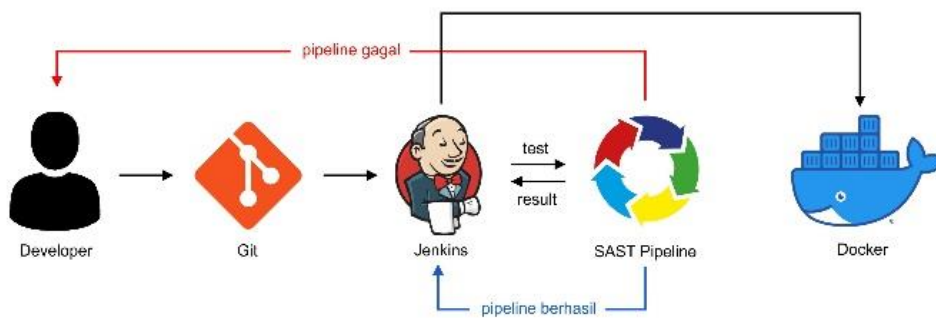 pipeline gagal
test
result
Developer
Git
Jenkins
SAST Pipeline
Docker
pipeline berhasil